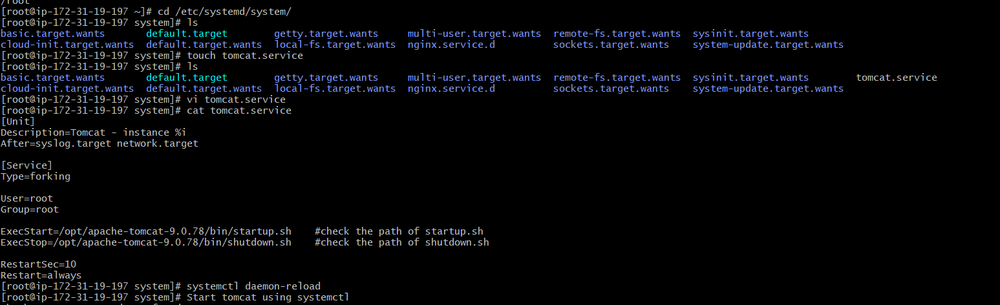 /root
[root@ip-172-31-19-197 ~]# cd /etc/systemd/system/
[root@ip-172-31-19-197 system]# ls
basic.target.wants default.target getty.target.wants multi-user.target.wants remote-fs.target.wants sysinit.target.wants
cloud-init.target.wants default.target.wants local-fs.target.wants nginx.service.d sockets.target.wants system-update.target.wants
[root@ip-172-31-19-197 system]# touch tomcat.service
[root@ip-172-31-19-197 system]# ls
basic.target.wants default.target getty.target.wants multi-user.target.wants remote-fs.target.wants sysinit.target.wants tomcat.service
cloud-init.target.wants default.target.wants local-fs.target.wants nginx.service.d sockets.target.wants system-update.target.wants
[root@ip-172-31-19-197 system]# vi tomcat.service
[root@ip-172-31-19-197 system]# cat tomcat.service
[Unit]
Description=Tomcat - instance %i
After=syslog.target network.target
[Service]
Type=forking
User=root
Group=root
ExecStart=/opt/apache-tomcat-9.0.78/bin/startup.sh #check the path of startup.sh
ExecStop=/opt/apache-tomcat-9.0.78/bin/shutdown.sh #check the path of shutdown.sh
RestartSec=10
Restart=always
[root@ip-172-31-19-197 system]# systemctl daemon-reload
[root@ip-172-31-19-197 system]# Start tomcat using systemctl